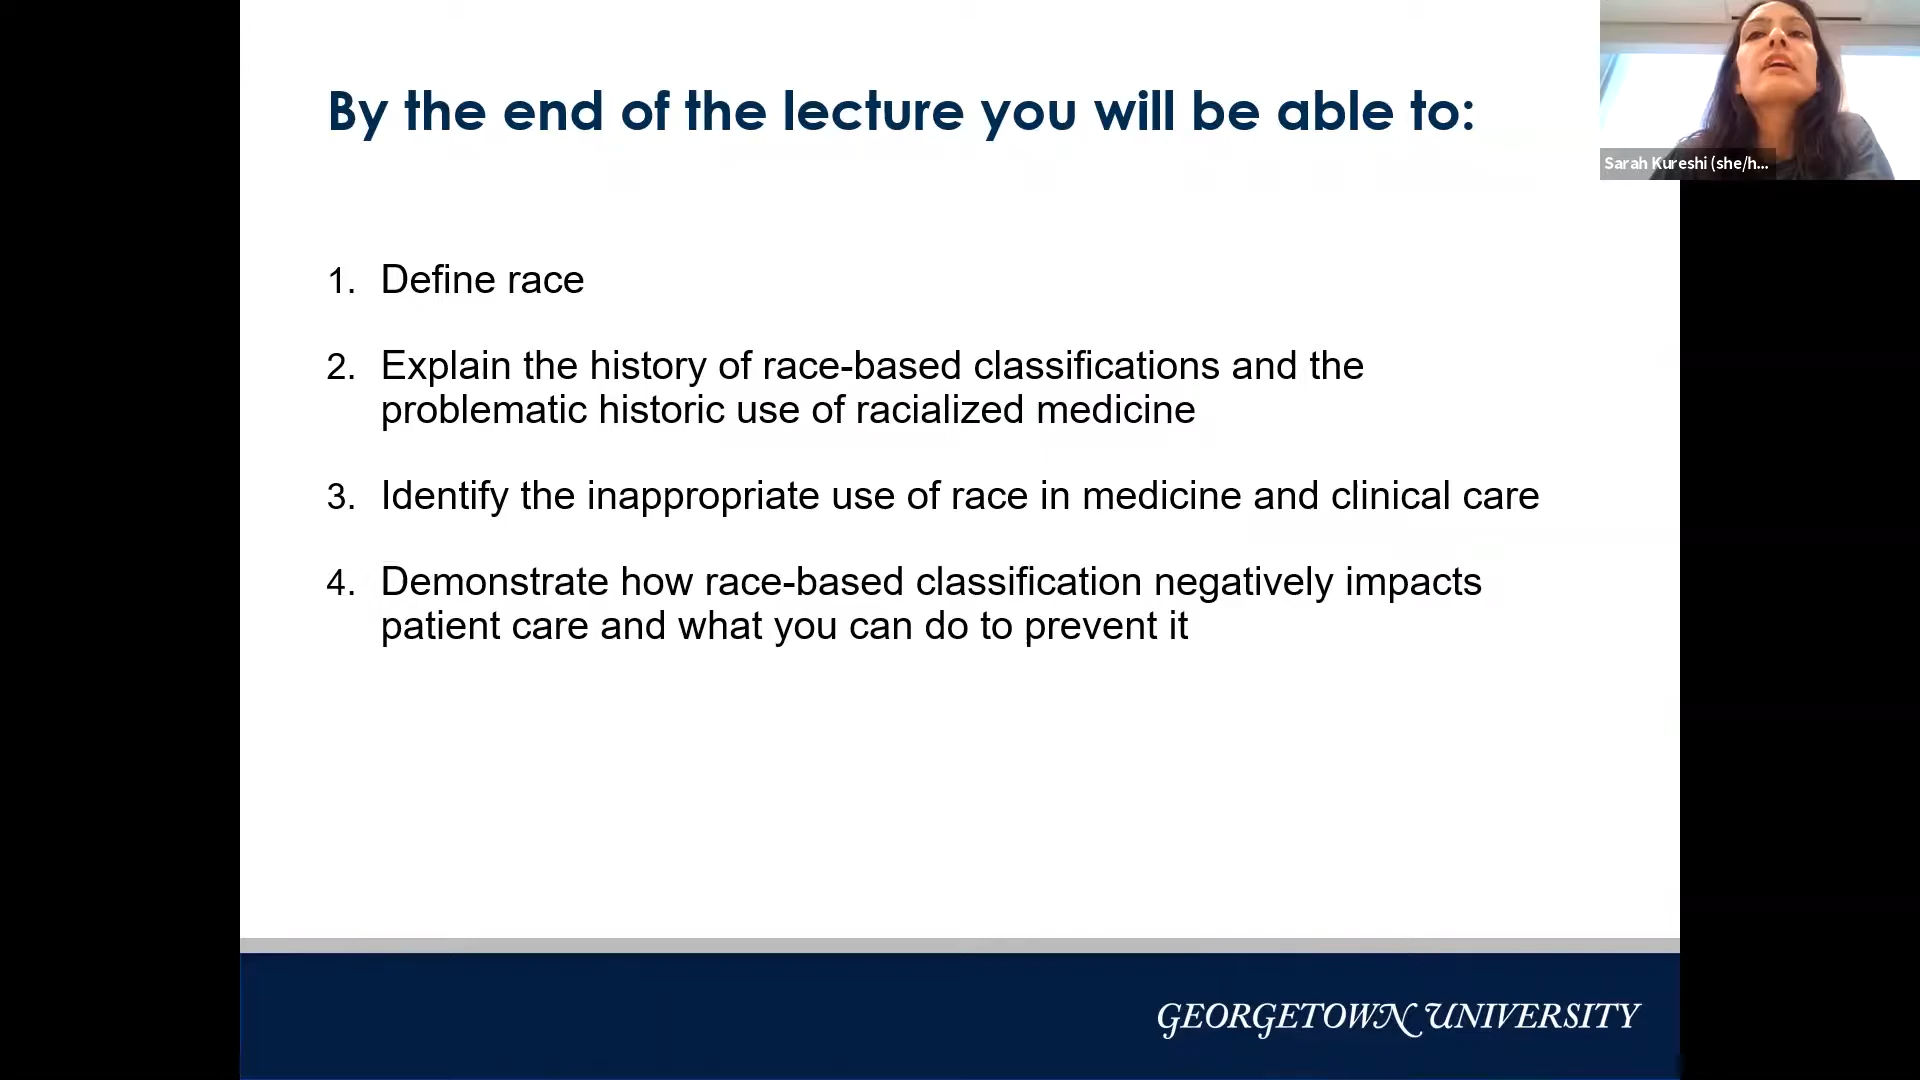 By the end of the lecture you will be able to:
Sarah Kureshi (she/h...
1. Define race
2. Explain the history of race-based classifications and the
problematic historic use of racialized medicine
3. Identify the inappropriate use of race in medicine and clinical care
4. Demonstrate how race-based classification negatively impacts
patient care and what you can do to prevent it
GEORGETOWN UNIVERSITY